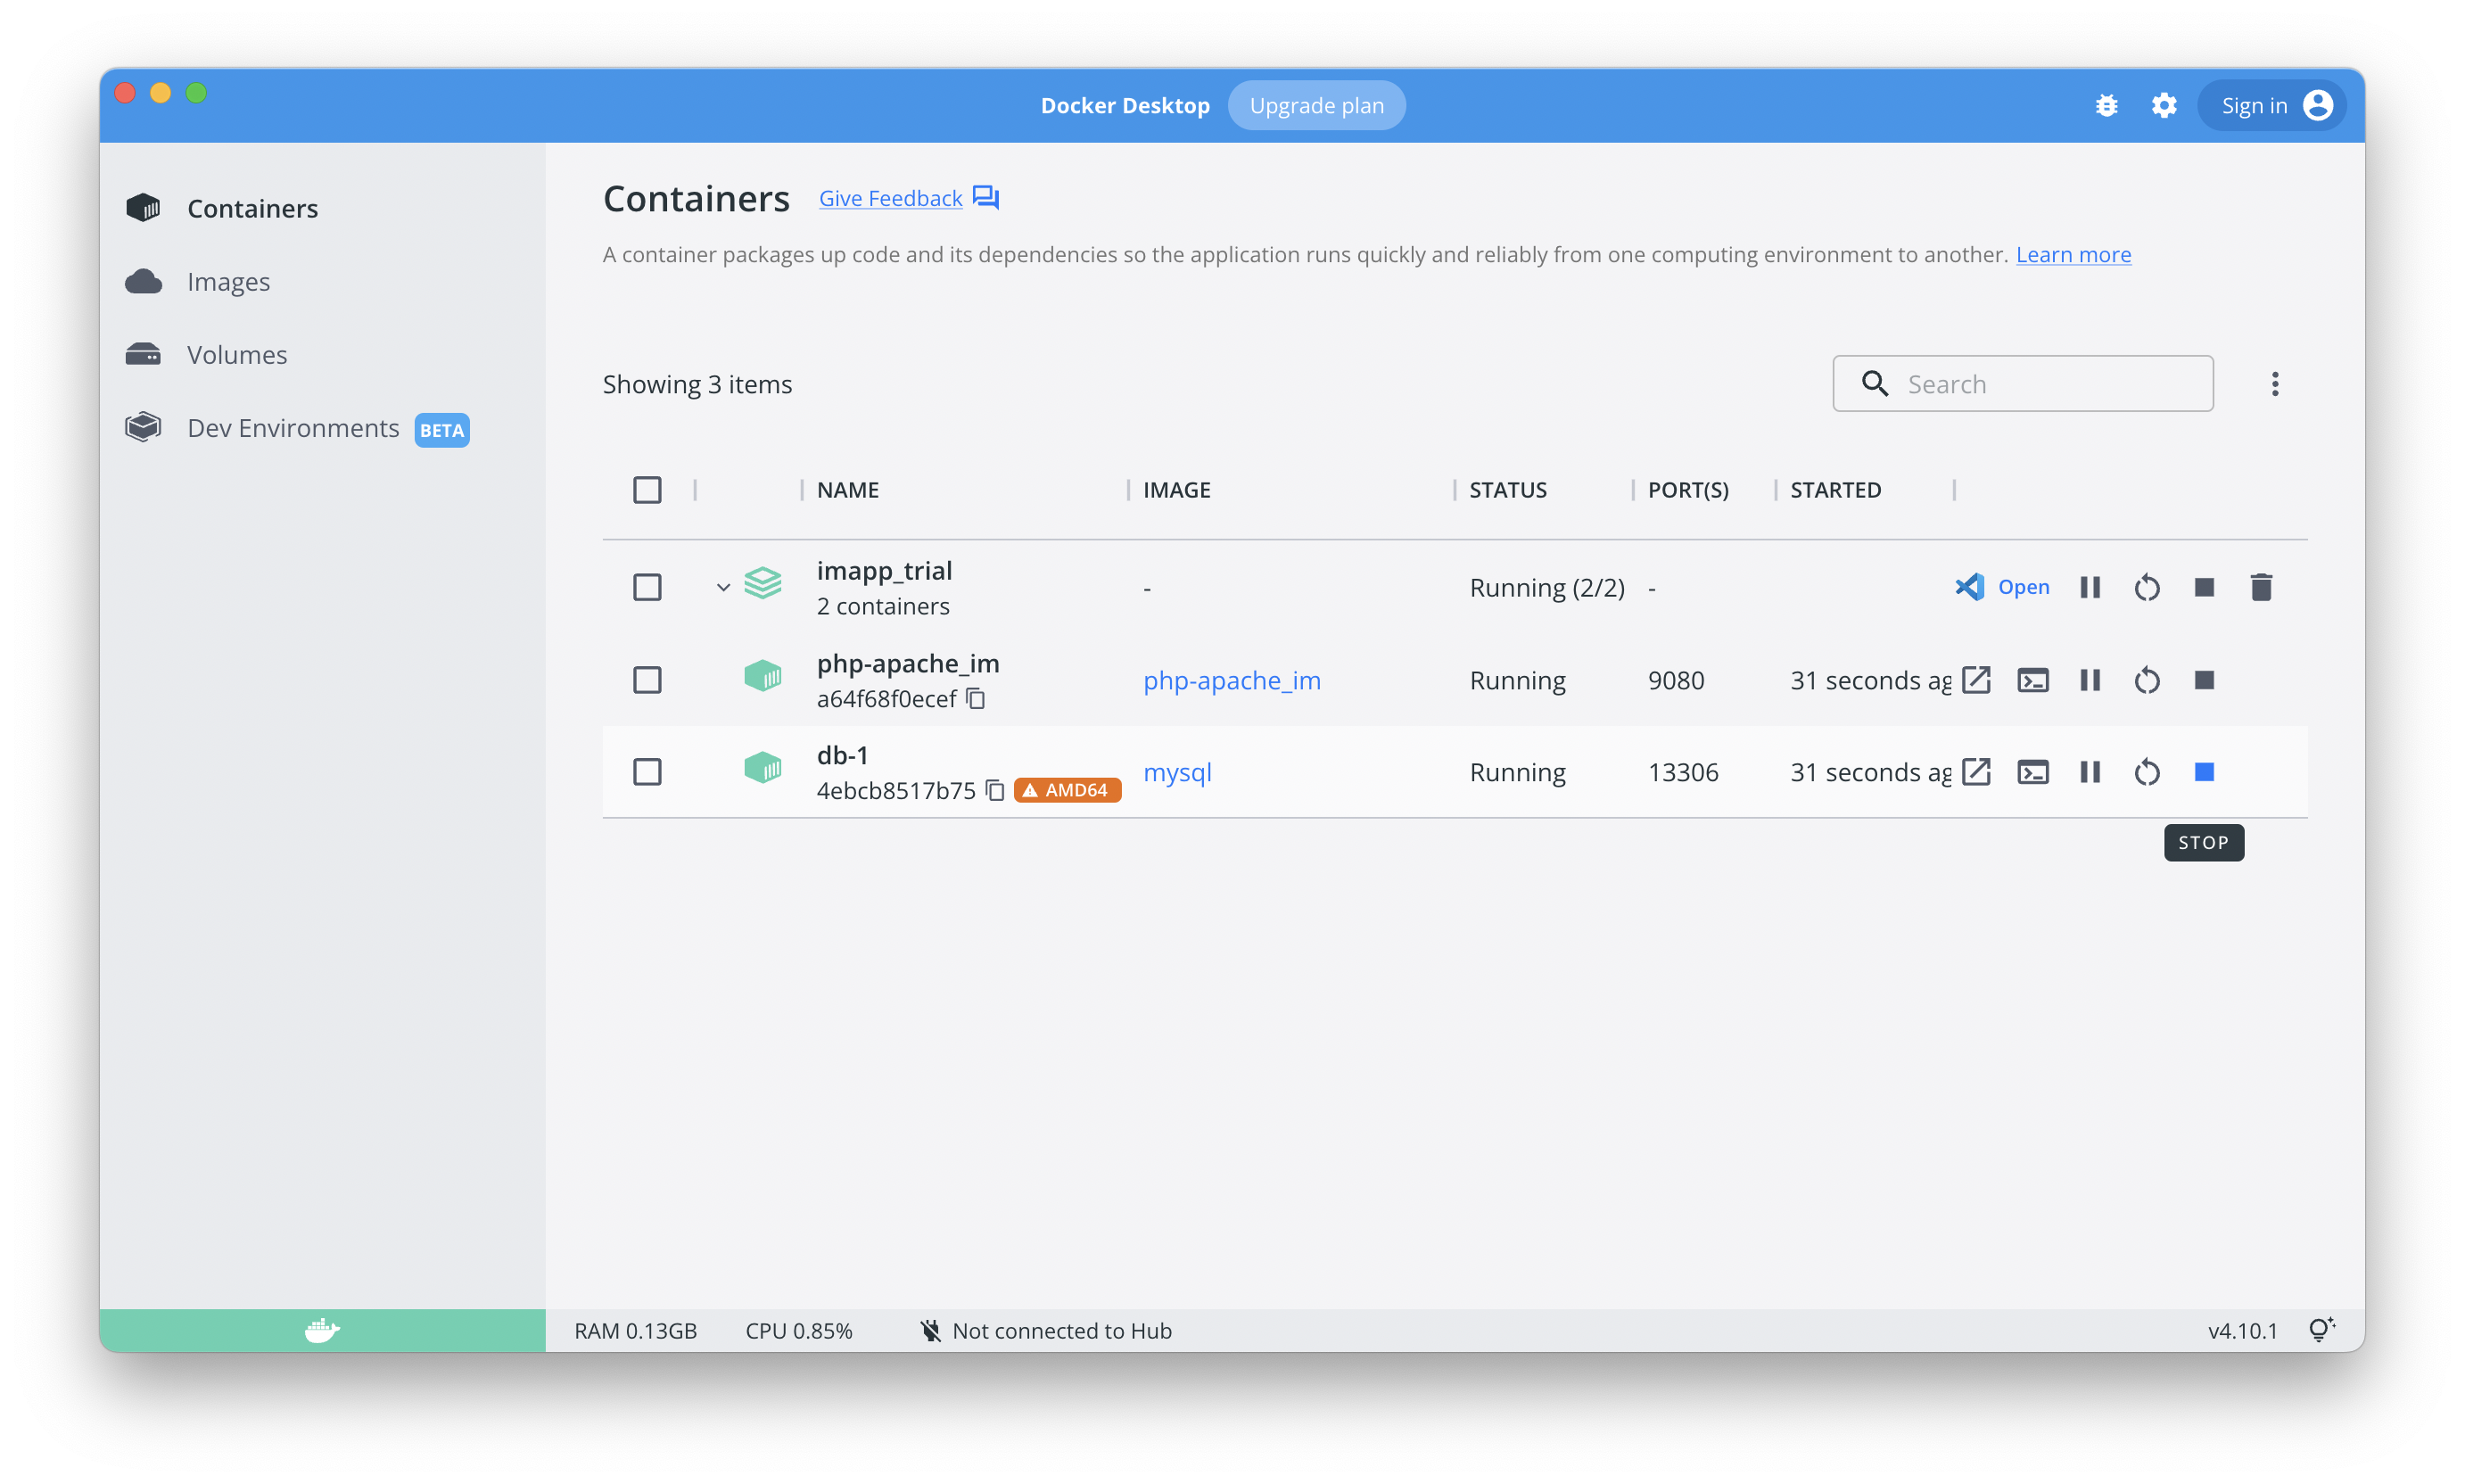 Docker Desktop Upgrade plan Sign in
Containers
Images
Volumes
Dev Environments BETA
Containers Give Feedback
A container packages up code and its dependencies so the application runs quickly and reliably from one computing environment to another. Learn more
Showing 3 items Search
NAME IMAGE STATUS PORT(S) STARTED
imapp_trial
2 containers - Running (2/2) - Open
php-apache_im
a64f68f0ecef php-apache_im Running 9080 31 seconds ag
db-1
4ebcb8517b75 AMD64 mysql Running 13306 31 seconds ag
STOP
RAM 0.13GB CPU 0.85% Not connected to Hub v4.10.1